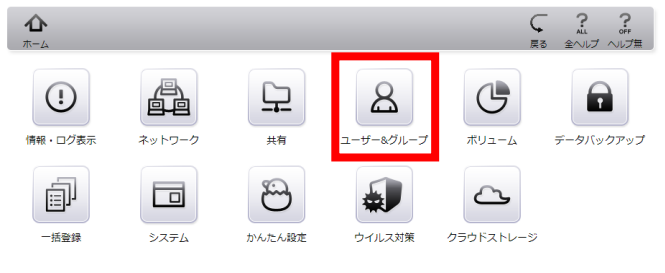 ホーム
戻る
ALL
全ヘルプ
OFF
ヘルプ無
情報・ログ表示
ネットワーク
共有
ユーザー&グループ
ボリューム
データバックアップ
一括登録
システム
かんたん設定
ウイルス対策
クラウドストレージ